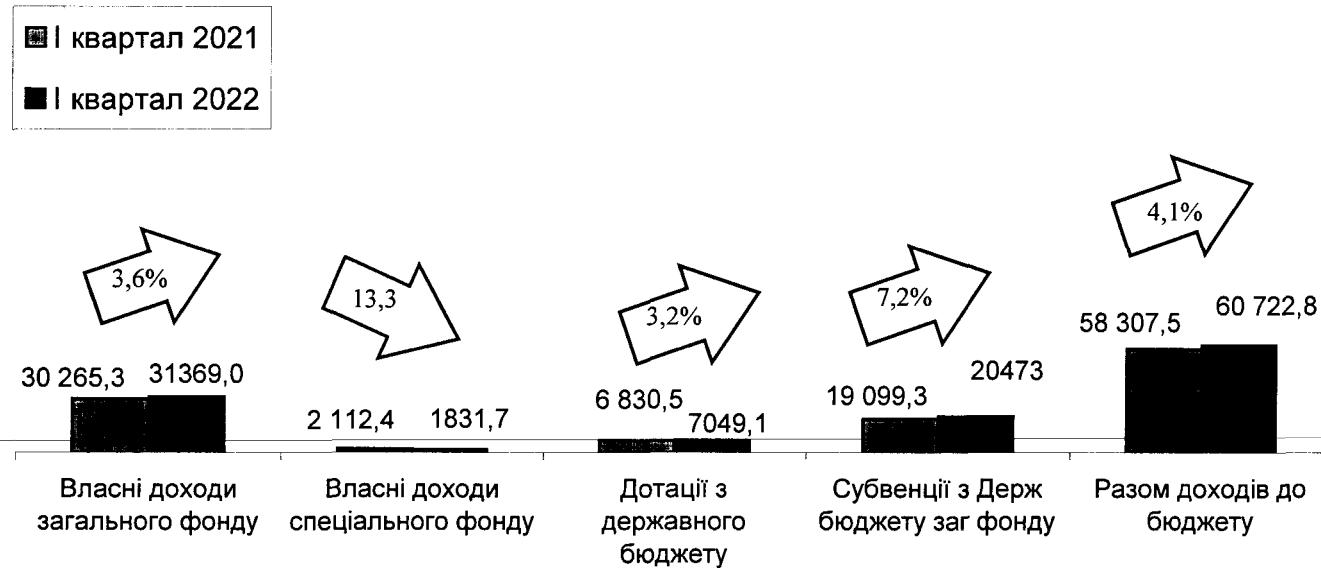 І квартал 2021
І квартал 2022
3,6%
13,3
3,2%
7,2%
4,1%
30 265,3
31369,0
2 112,4
1831,7
6 830,5
7049,1
19 099,3
20473
58 307,5
60 722,8
Власні доходи
загального фонду
Власні доходи
спеціального фонду
Дотації з
державного
бюджету
Субвенції з Держ
бюджету заг фонду
Разом доходів до
бюджету